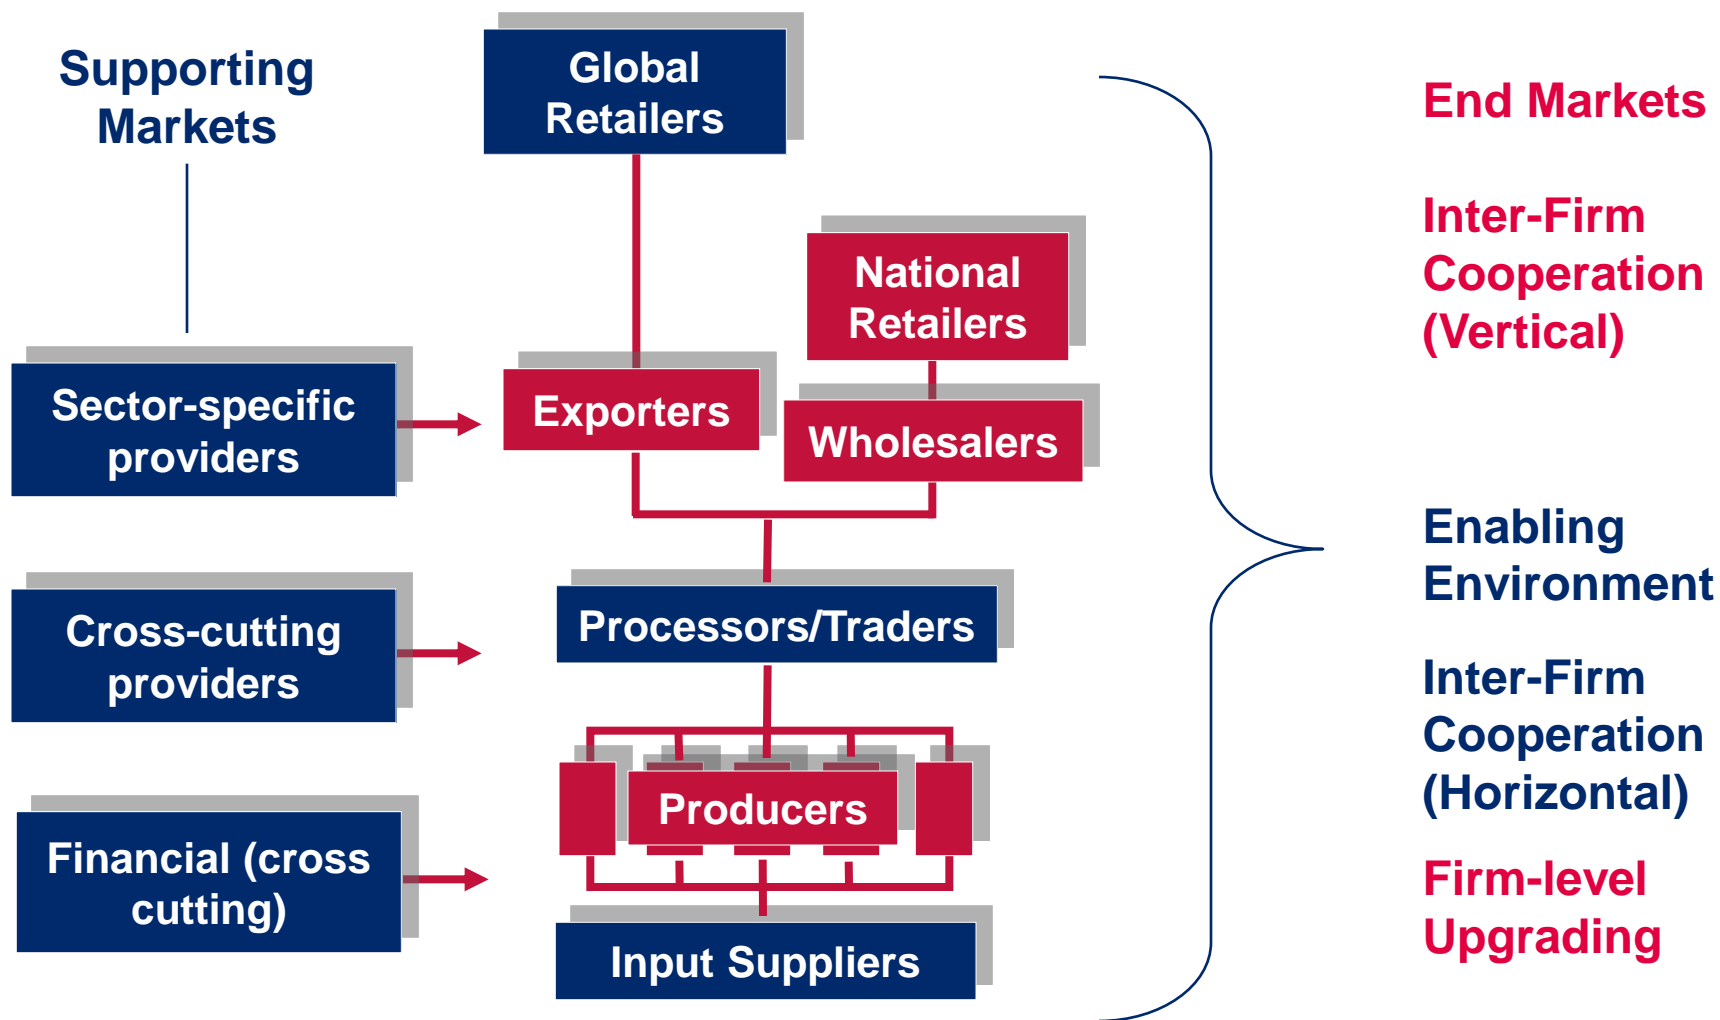 Supporting
Markets
Global
Retailers
National
Retailers
Sector-specific
providers
Exporters
Wholesalers
Cross-cutting
providers
Processors/Traders
Financial (cross
cutting)
Producers
Input Suppliers
End Markets
Inter-Firm
Cooperation
(Vertical)
Enabling
Environment
Inter-Firm
Cooperation
(Horizontal)
Firm-level
Upgrading